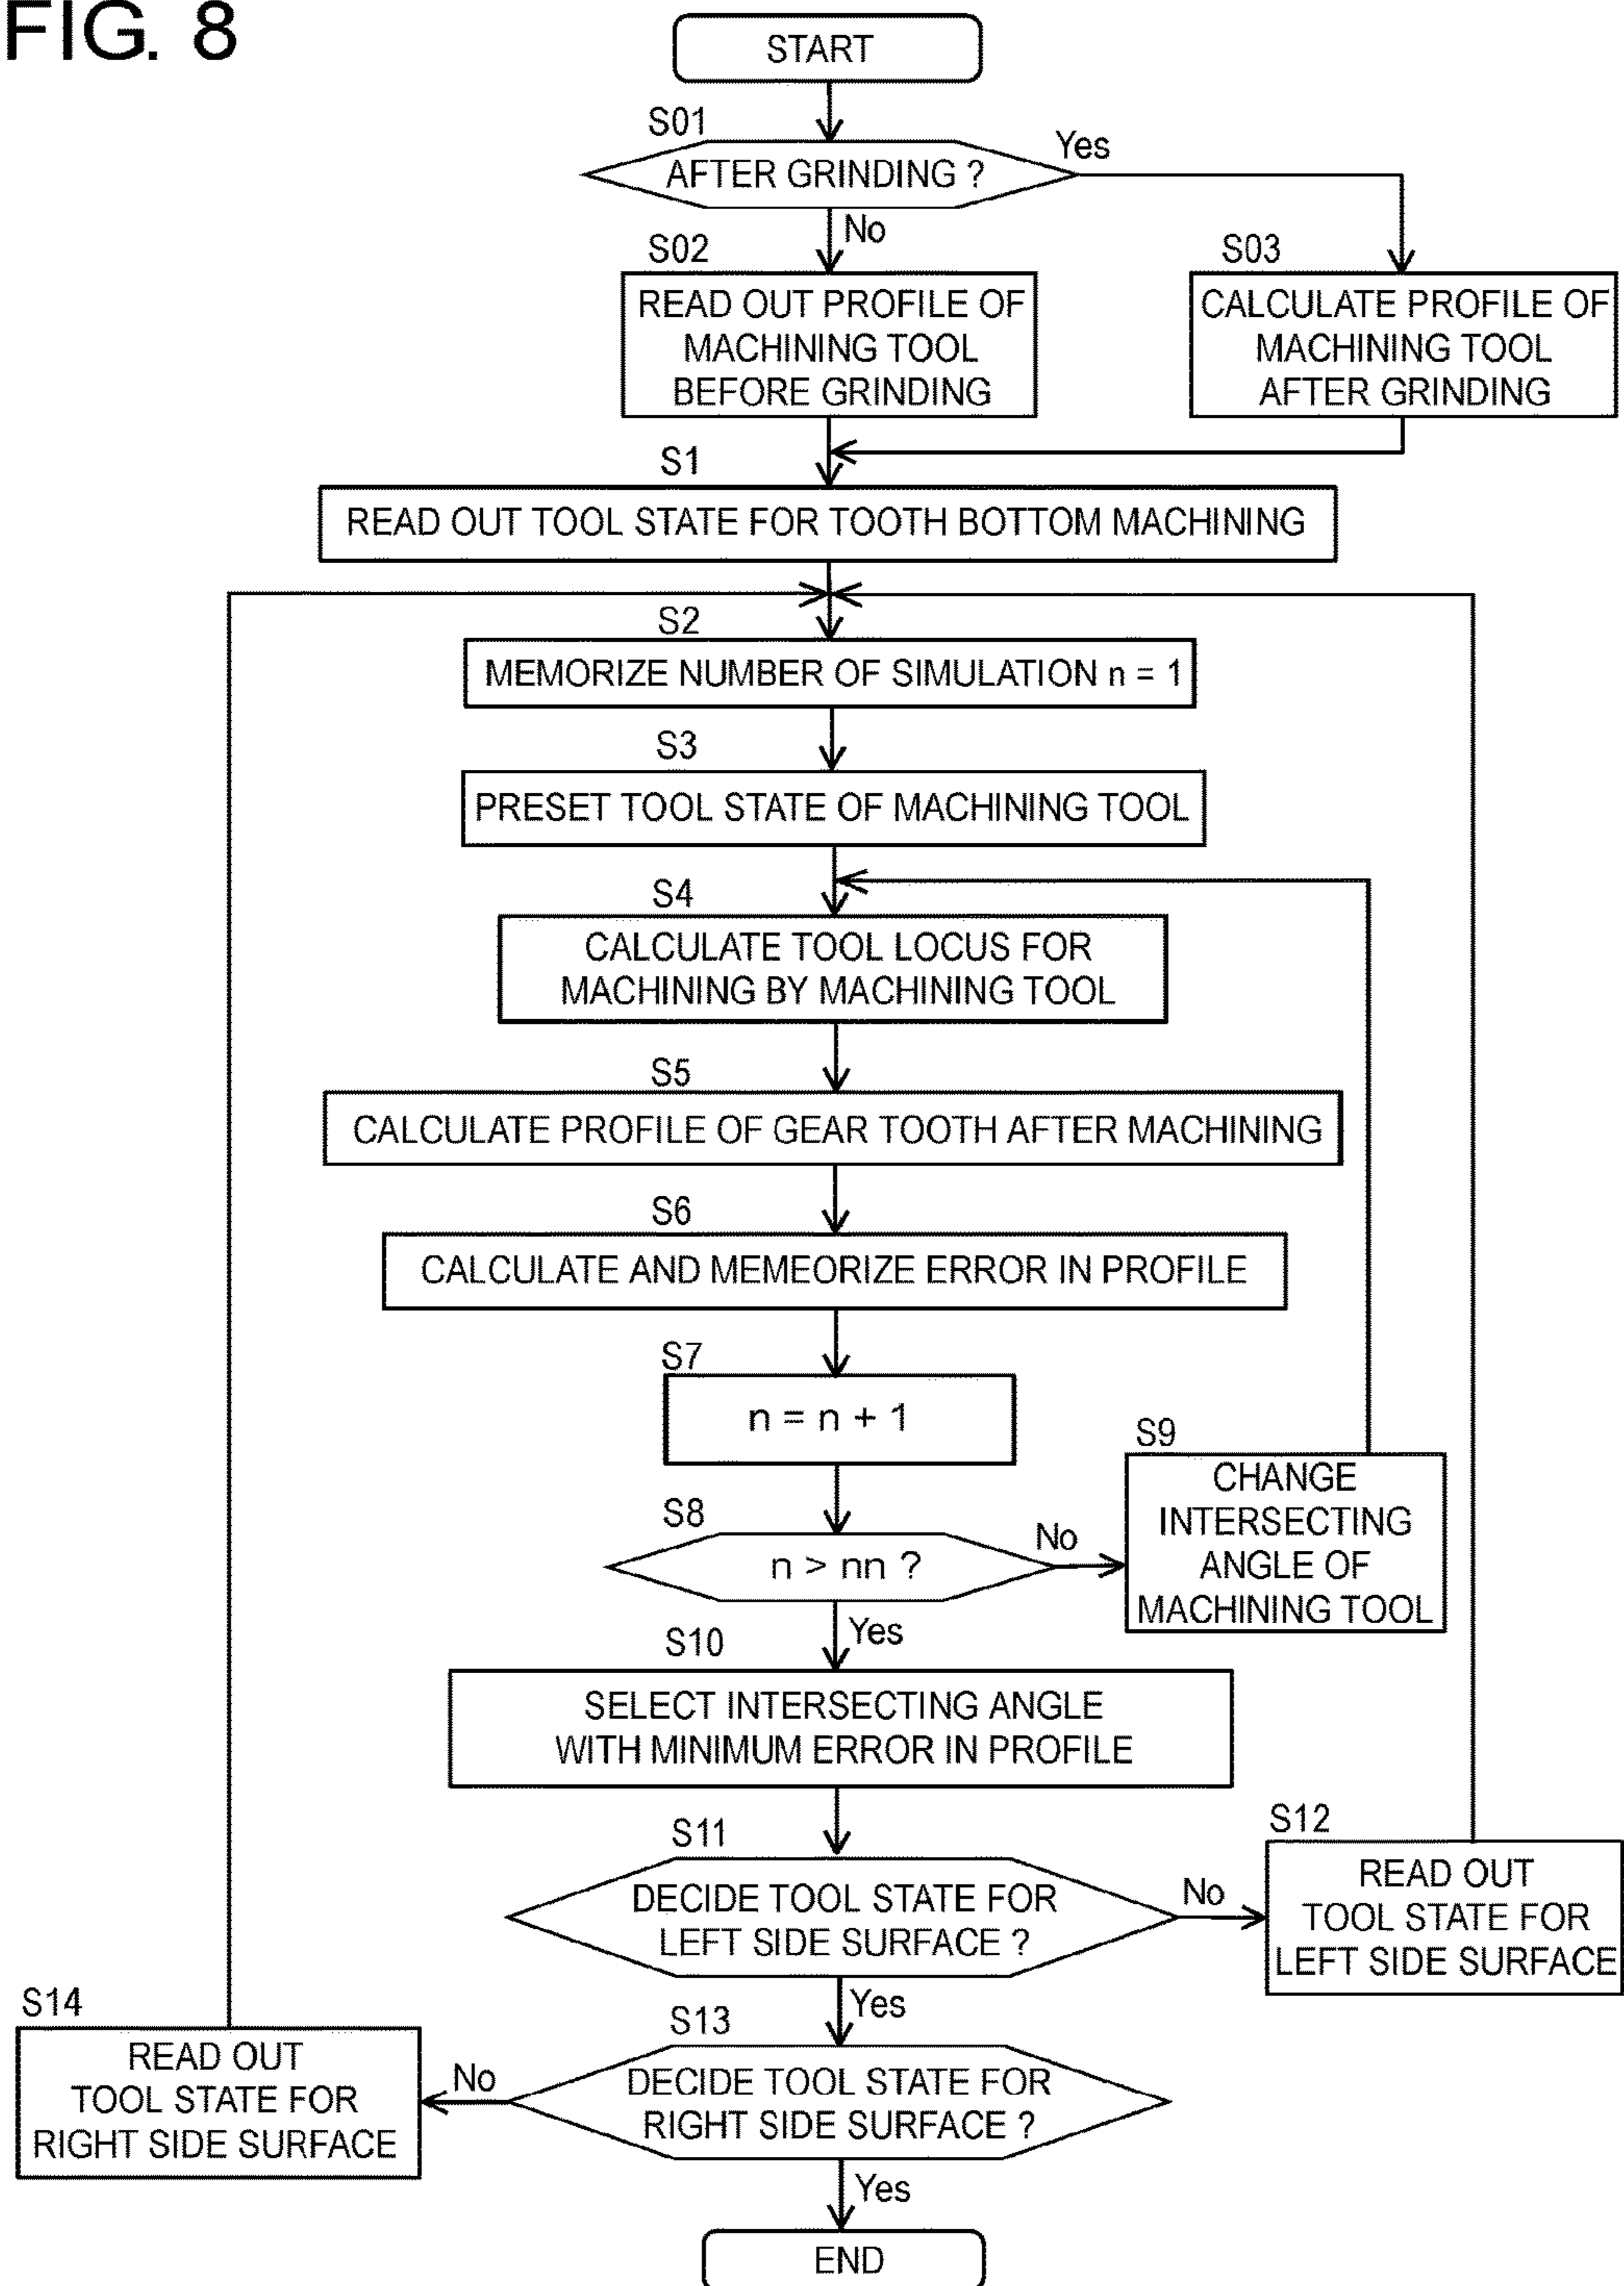 FIG. 8
START
S01
AFTER GRINDING ?
Yes
No
S02
READ OUT PROFILE OF
MACHINING TOOL
BEFORE GRINDING
S03
CALCULATE PROFILE OF
MACHINING TOOL
AFTER GRINDING
S1
READ OUT TOOL STATE FOR TOOTH BOTTOM MACHINING
S2
MEMORIZE NUMBER OF SIMULATION n = 1
S3
PRESET TOOL STATE OF MACHINING TOOL
S4
CALCULATE TOOL LOCUS FOR
MACHINING BY MACHINING TOOL
S5
CALCULATE PROFILE OF GEAR TOOTH AFTER MACHINING
S6
CALCULATE AND MEMEORIZE ERROR IN PROFILE
S7
n = n + 1
S8
n > nn ?
No
S9
CHANGE
INTERSECTING
ANGLE OF
MACHINING TOOL
Yes
S10
SELECT INTERSECTING ANGLE
WITH MINIMUM ERROR IN PROFILE
S11
DECIDE TOOL STATE FOR
LEFT SIDE SURFACE ?
No
S12
READ OUT
TOOL STATE FOR
LEFT SIDE SURFACE
Yes
S13
DECIDE TOOL STATE FOR
RIGHT SIDE SURFACE ?
No
S14
READ OUT
TOOL STATE FOR
RIGHT SIDE SURFACE
Yes
END